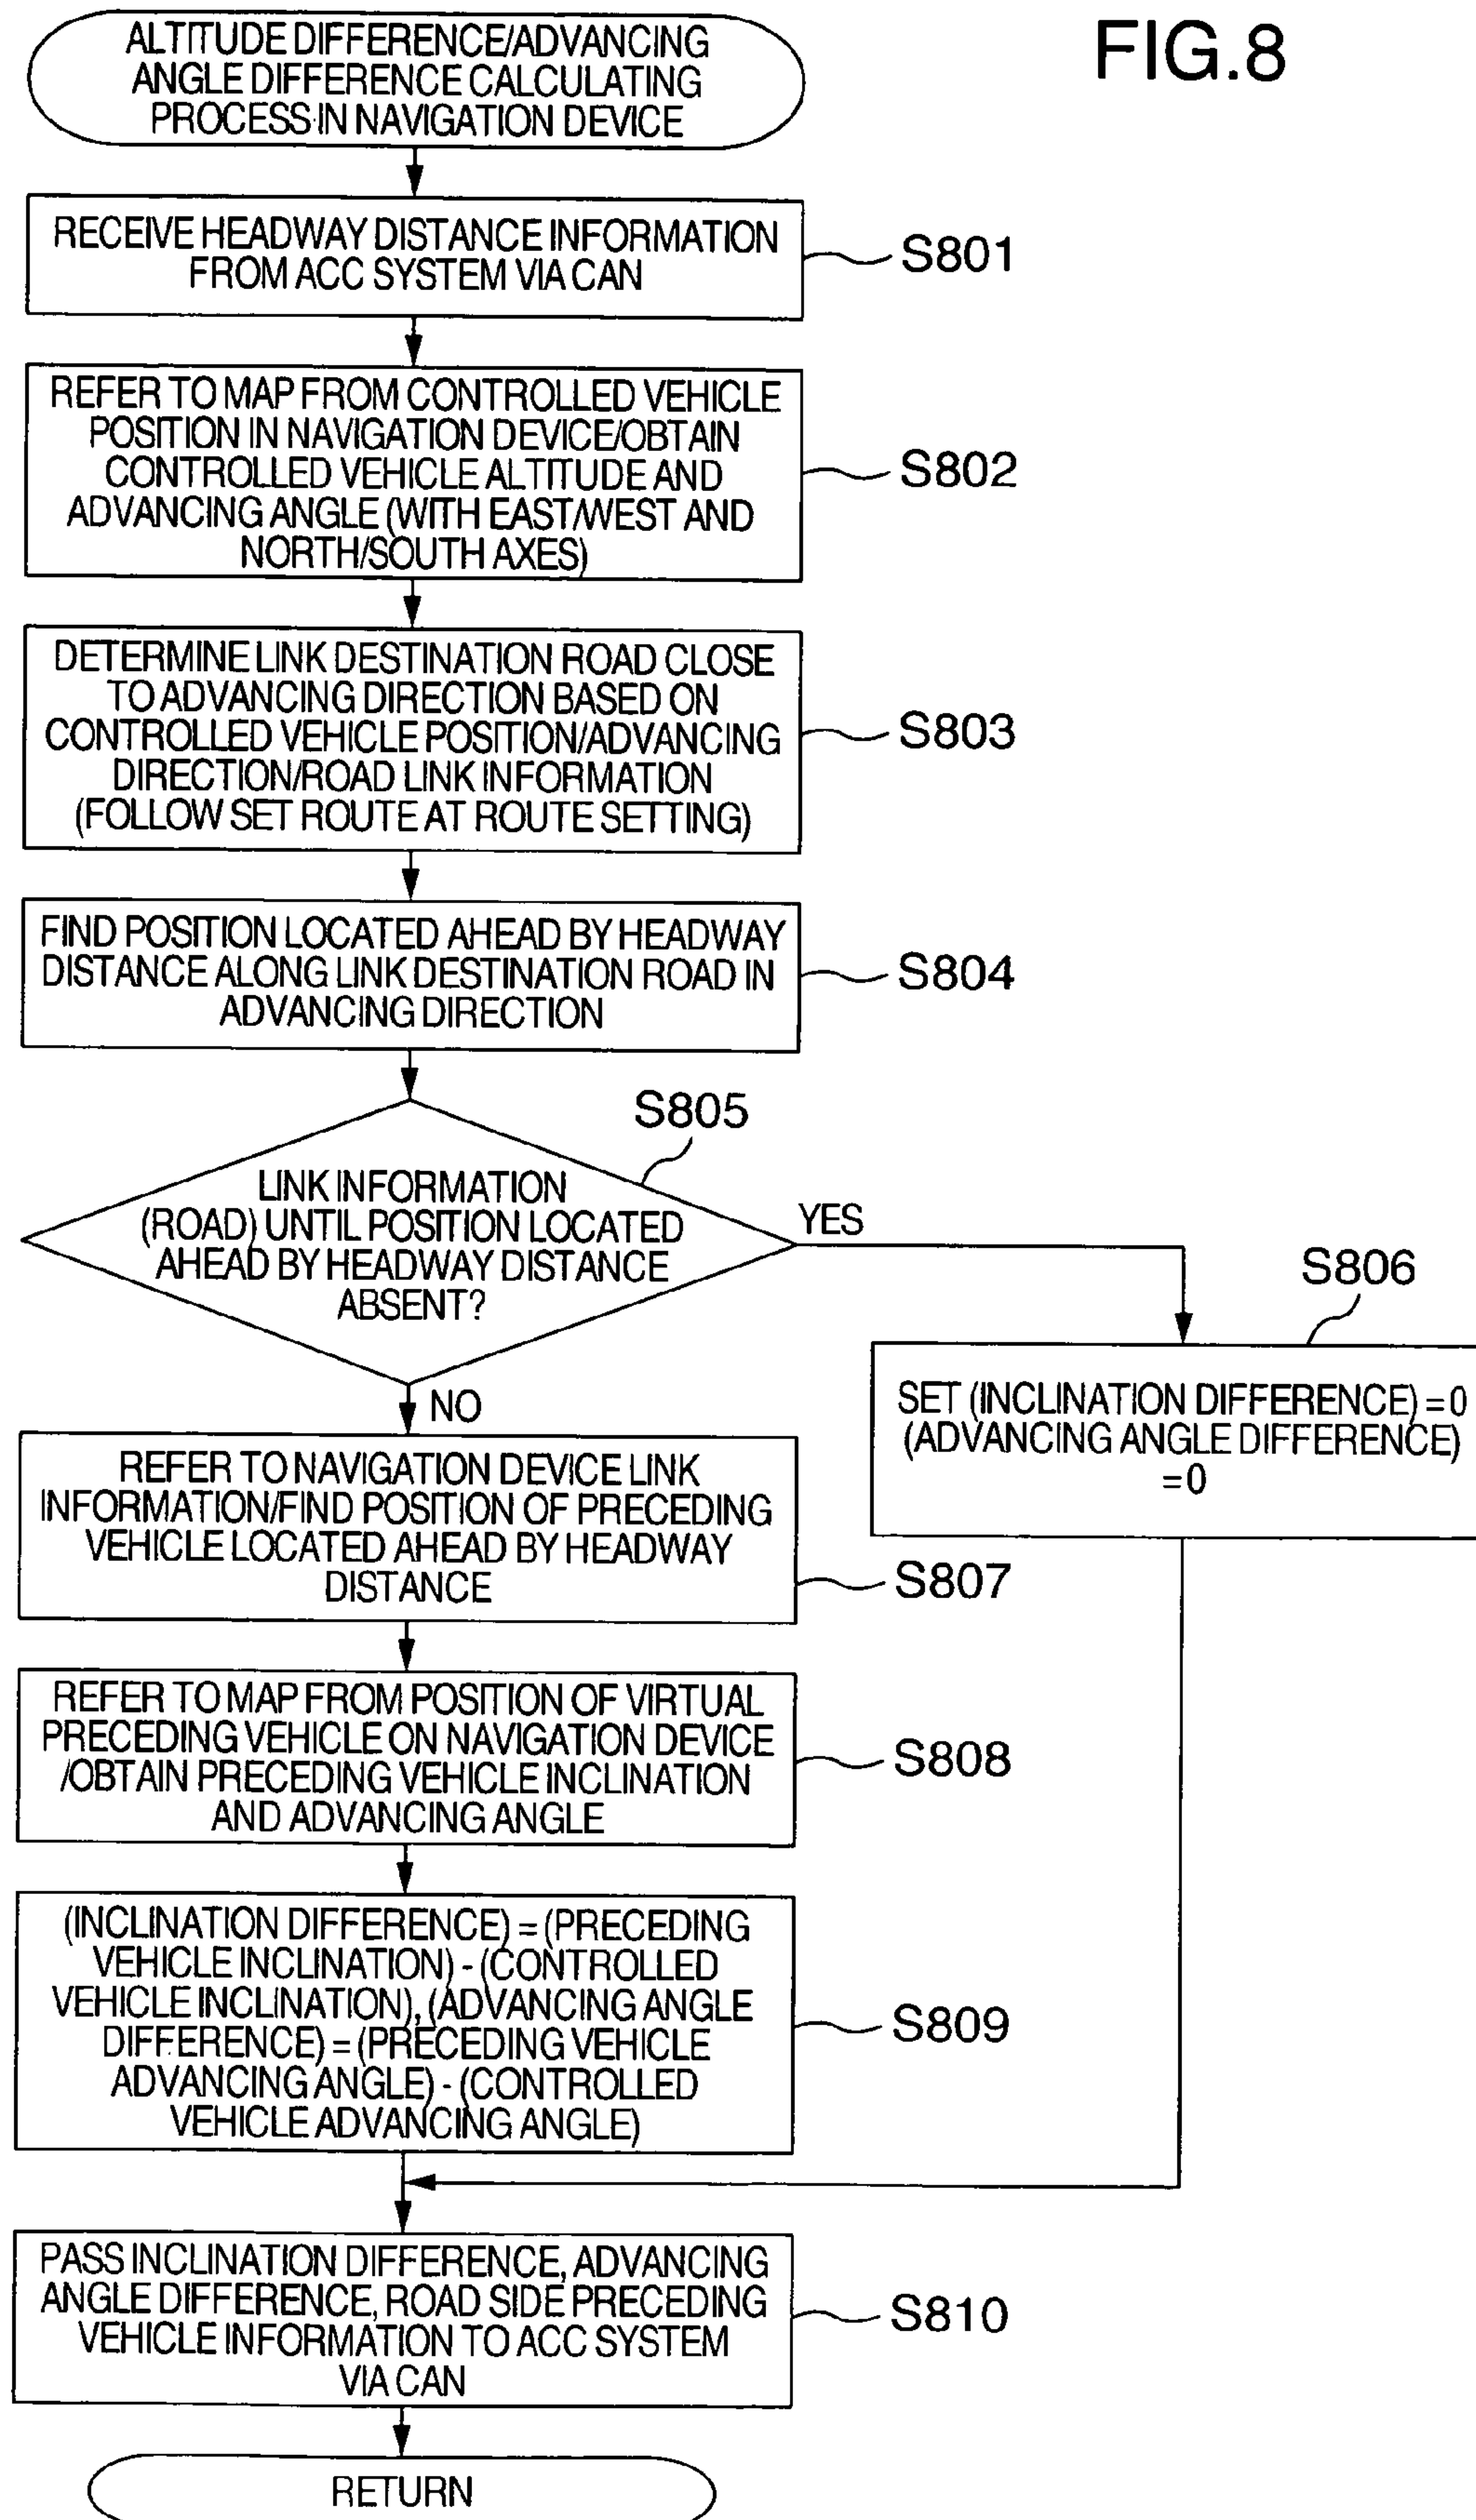 FIG.8
ALTITUDE DIFFERENCE/ADVANCING
ANGLE DIFFERENCE CALCULATING
PROCESS IN NAVIGATION DEVICE
RECEIVE HEADWAY DISTANCE INFORMATION
FROM ACC SYSTEM VIA CAN
S801
REFER TO MAP FROM CONTROLLED VEHICLE
POSITION IN NAVIGATION DEVICE/OBTAIN
CONTROLLED VEHICLE ALTITUDE AND
ADVANCING ANGLE (WITH EAST/WEST AND
NORTH/SOUTH AXES)
S802
DETERMINE LINK DESTINATION ROAD CLOSE
TO ADVANCING DIRECTION BASED ON
CONTROLLED VEHICLE POSITION/ADVANCING
DIRECTION/ROAD LINK INFORMATION
(FOLLOW SET ROUTE AT ROUTE SETTING)
S803
FIND POSITION LOCATED AHEAD BY HEADWAY
DISTANCE ALONG LINK DESTINATION ROAD IN
ADVANCING DIRECTION
S804
S805
LINK INFORMATION
(ROAD) UNTIL POSITION LOCATED
AHEAD BY HEADWAY DISTANCE
ABSENT?
YES
NO
S806
SET (INCLINATION DIFFERENCE) = 0
(ADVANCING ANGLE DIFFERENCE)
= 0
REFER TO NAVIGATION DEVICE LINK
INFORMATION/FIND POSITION OF PRECEDING
VEHICLE LOCATED AHEAD BY HEADWAY
DISTANCE
S807
REFER TO MAP FROM POSITION OF VIRTUAL
PRECEDING VEHICLE ON NAVIGATION DEVICE
/OBTAIN PRECEDING VEHICLE INCLINATION
AND ADVANCING ANGLE
S808
(INCLINATION DIFFERENCE) = (PRECEDING
VEHICLE INCLINATION) - (CONTROLLED
VEHICLE INCLINATION), (ADVANCING ANGLE
DIFFERENCE) = (PRECEDING VEHICLE
ADVANCING ANGLE) - (CONTROLLED
VEHICLE ADVANCING ANGLE)
S809
PASS INCLINATION DIFFERENCE, ADVANCING
ANGLE DIFFERENCE, ROAD SIDE PRECEDING
VEHICLE INFORMATION TO ACC SYSTEM
VIA CAN
S810
RETURN